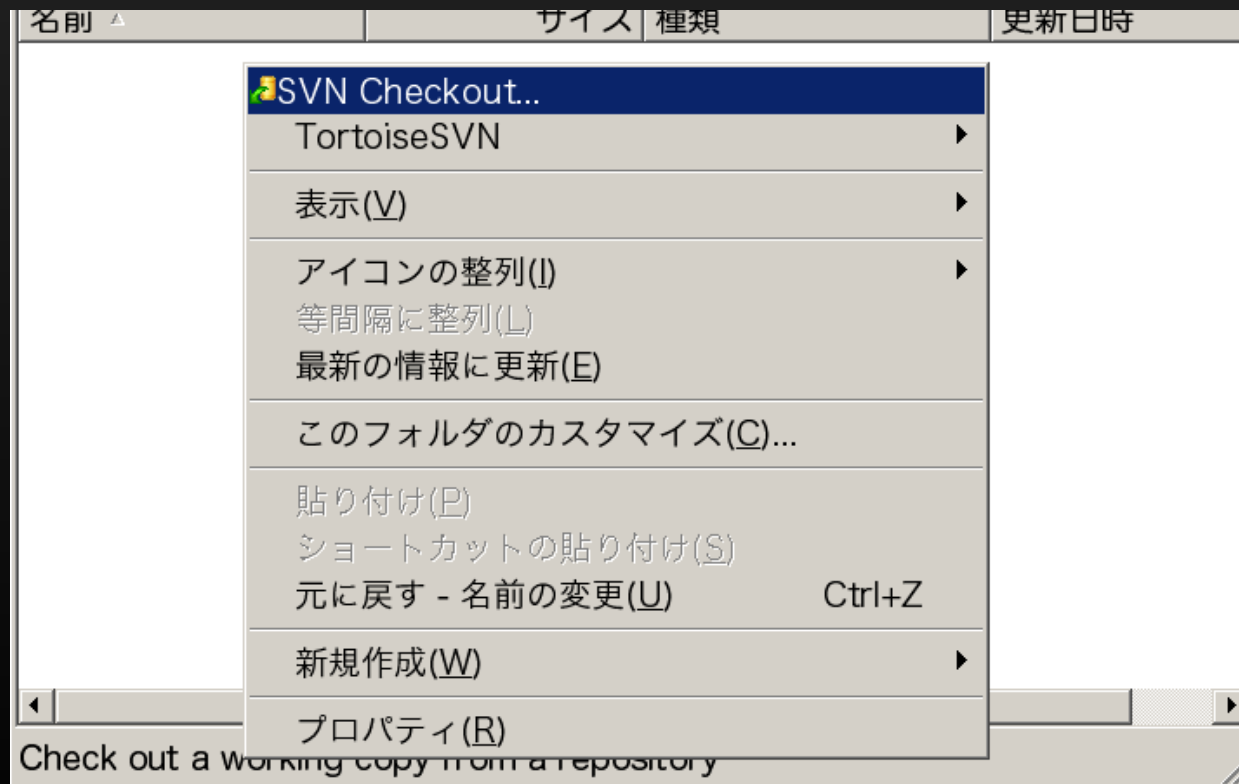 名前 サイズ 種類 更新日時
SVN Checkout...
TortoiseSVN
表示(V)
アイコンの整列(I)
等間隔に整列(L)
最新の情報に更新(E)
このフォルダのカスタマイズ(C)...
貼り付け(P)
ショートカットの貼り付け(S)
元に戻す - 名前の変更(U) Ctrl+Z
新規作成(W)
プロパティ(R)
Check out a working copy from a repository